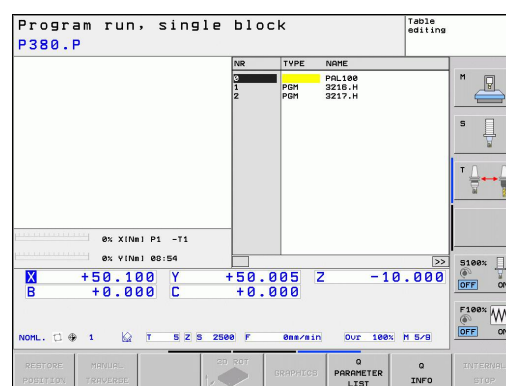 Program run, single block
Table
editing
P380.P
NR TYPE NAME
0 PAL100
1 PGM 3216.H
2 PGM 3217.H
M
S
T
0% X[Nm] P1 -T1
0% Y[Nm] 08:54
>>
X +50.100 Y +50.005 Z -10.000
B +0.000 C +0.000
S100%
OFF ON
F100%
OFF ON
NOML. 1 T 5 Z S 2500 F 0mm/min Ovr 100% M 5/9
RESTORE
POSITION
MANUAL
TRAVERSE
3D ROT
GRAPHICS
Q
PARAMETER
LIST
Q
INFO
INTERNAL
STOP